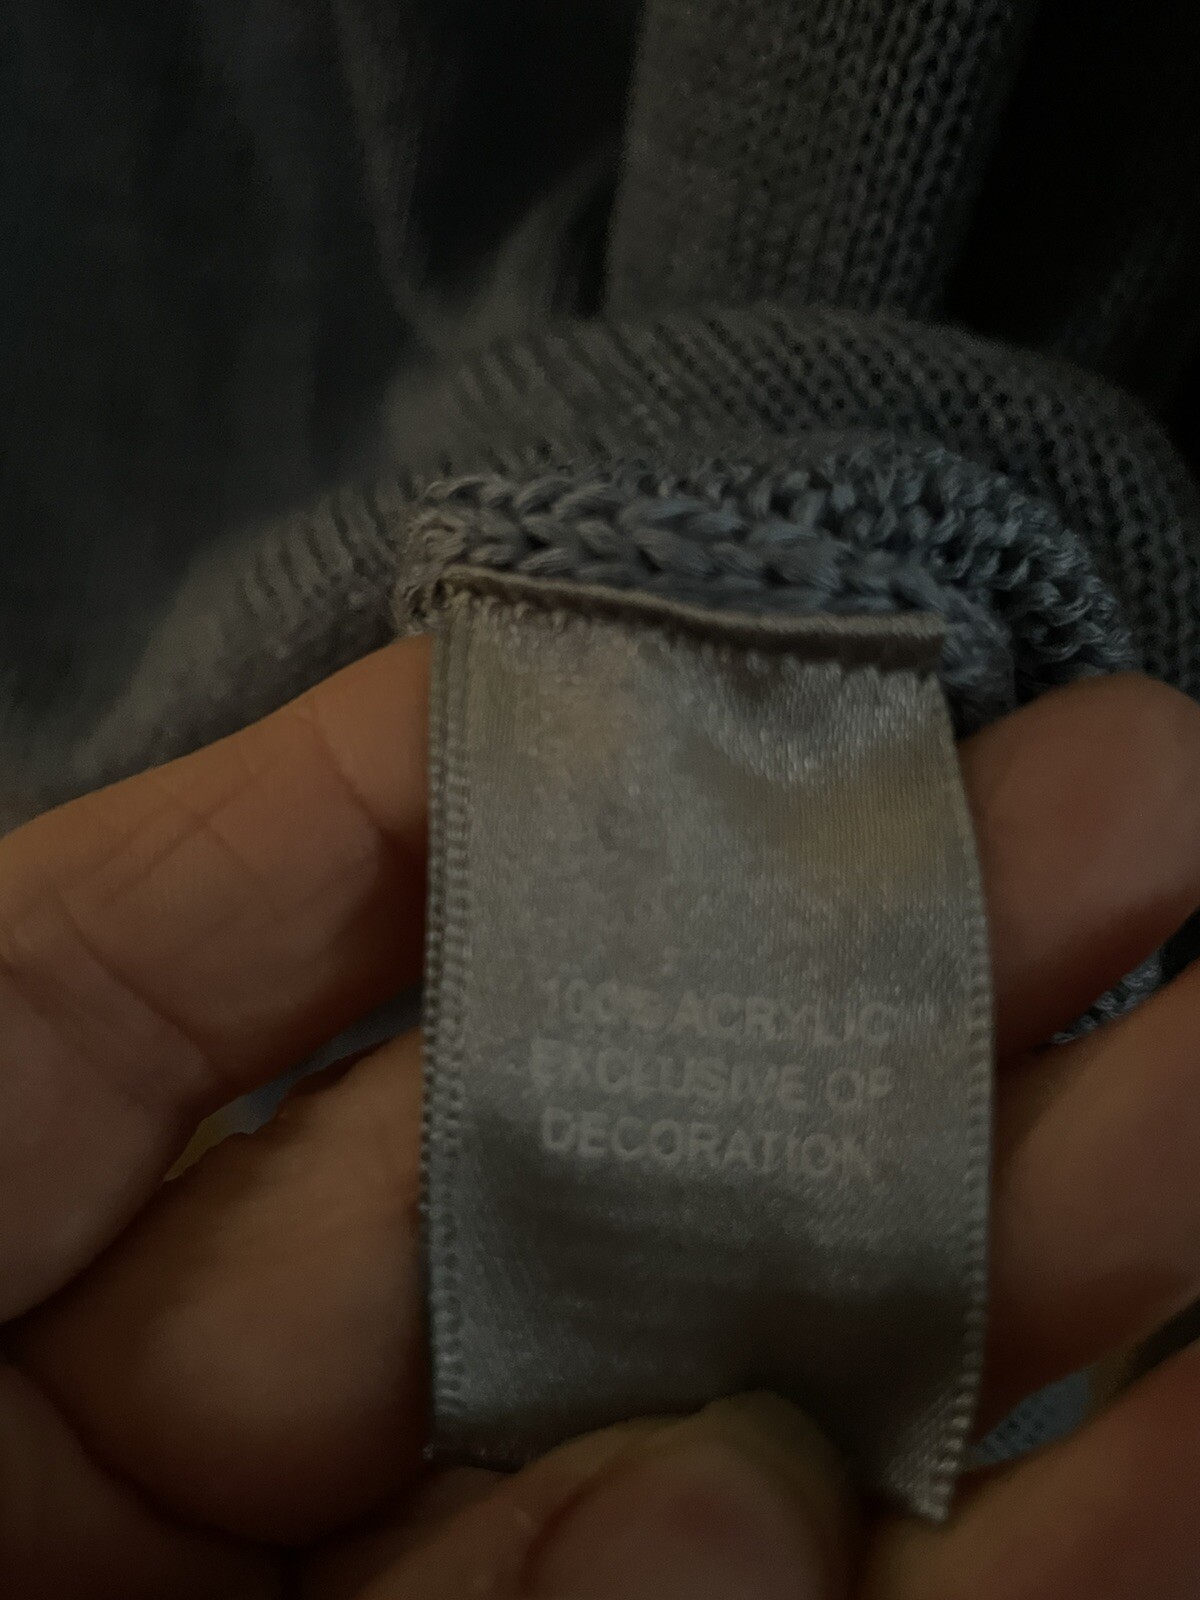 100% ACRYLIC
EXCLUSIVE OF
DECORATION